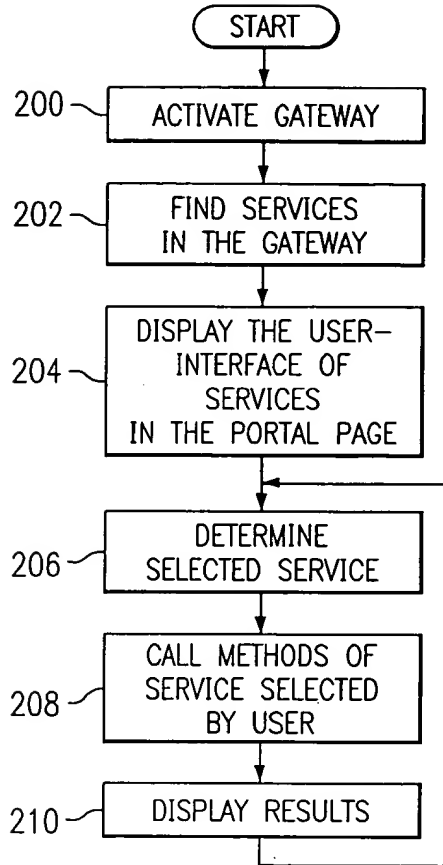 START
200
ACTIVATE GATEWAY
202
FIND SERVICES
IN THE GATEWAY
204
DISPLAY THE USER-
INTERFACE OF
SERVICES
IN THE PORTAL PAGE
206
DETERMINE
SELECTED SERVICE
208
CALL METHODS OF
SERVICE SELECTED
BY USER
210
DISPLAY RESULTS